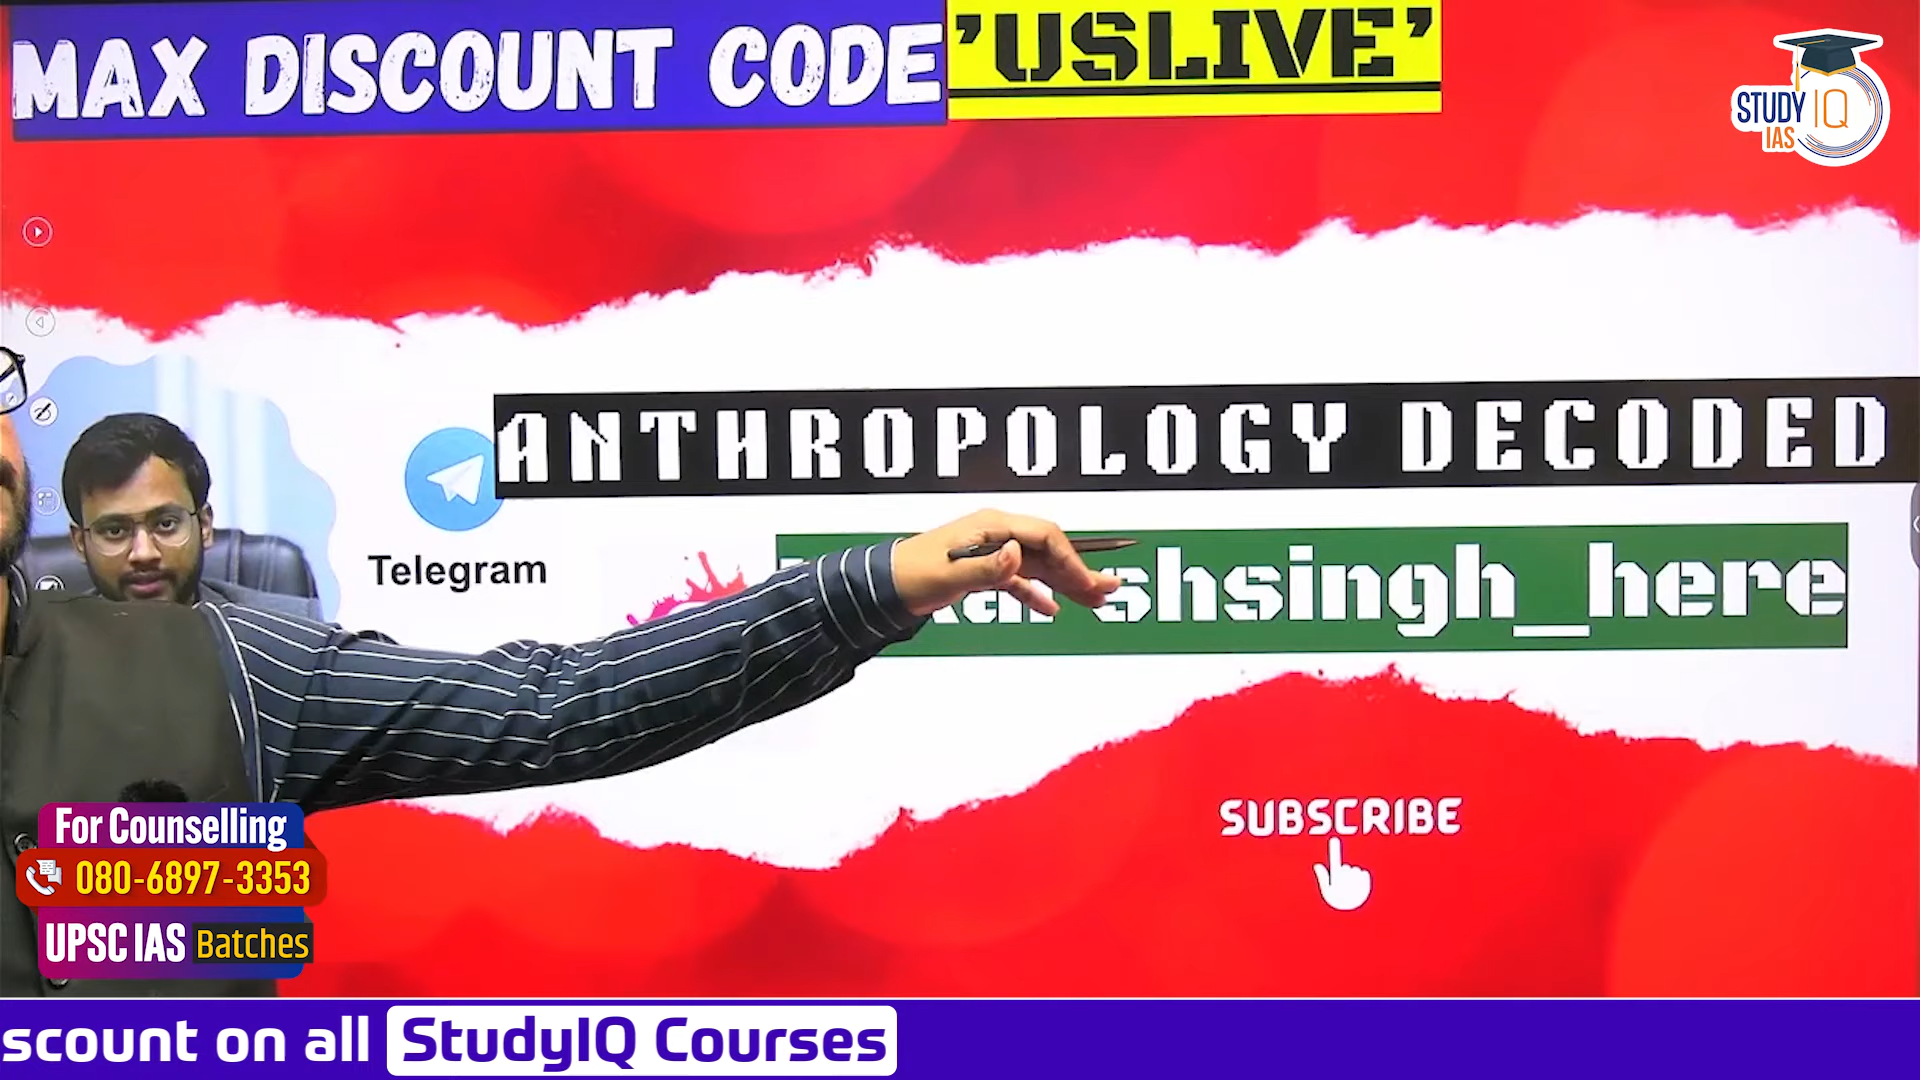 MAX DISCOUNT CODE 'USLIVE'
STUDY IQ
IAS
ANTHROPOLOGY DECODED
Telegram
shsingh_here
SUBSCRIBE
For Counselling
080-6897-3353
UPSC IAS Batches
scount on all StudyIQ Courses